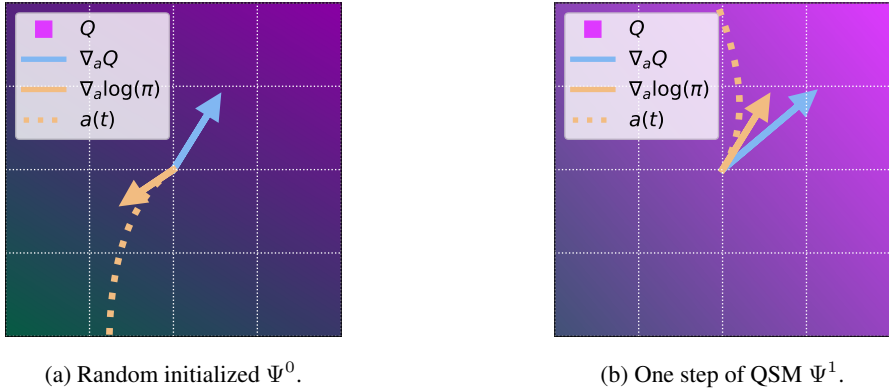 Q
∇ₐQ
∇ₐlog(π)
a(t)
Q
∇ₐQ
∇ₐlog(π)
a(t)
(a) Random initialized Ψ⁰.
(b) One step of QSM Ψ¹.